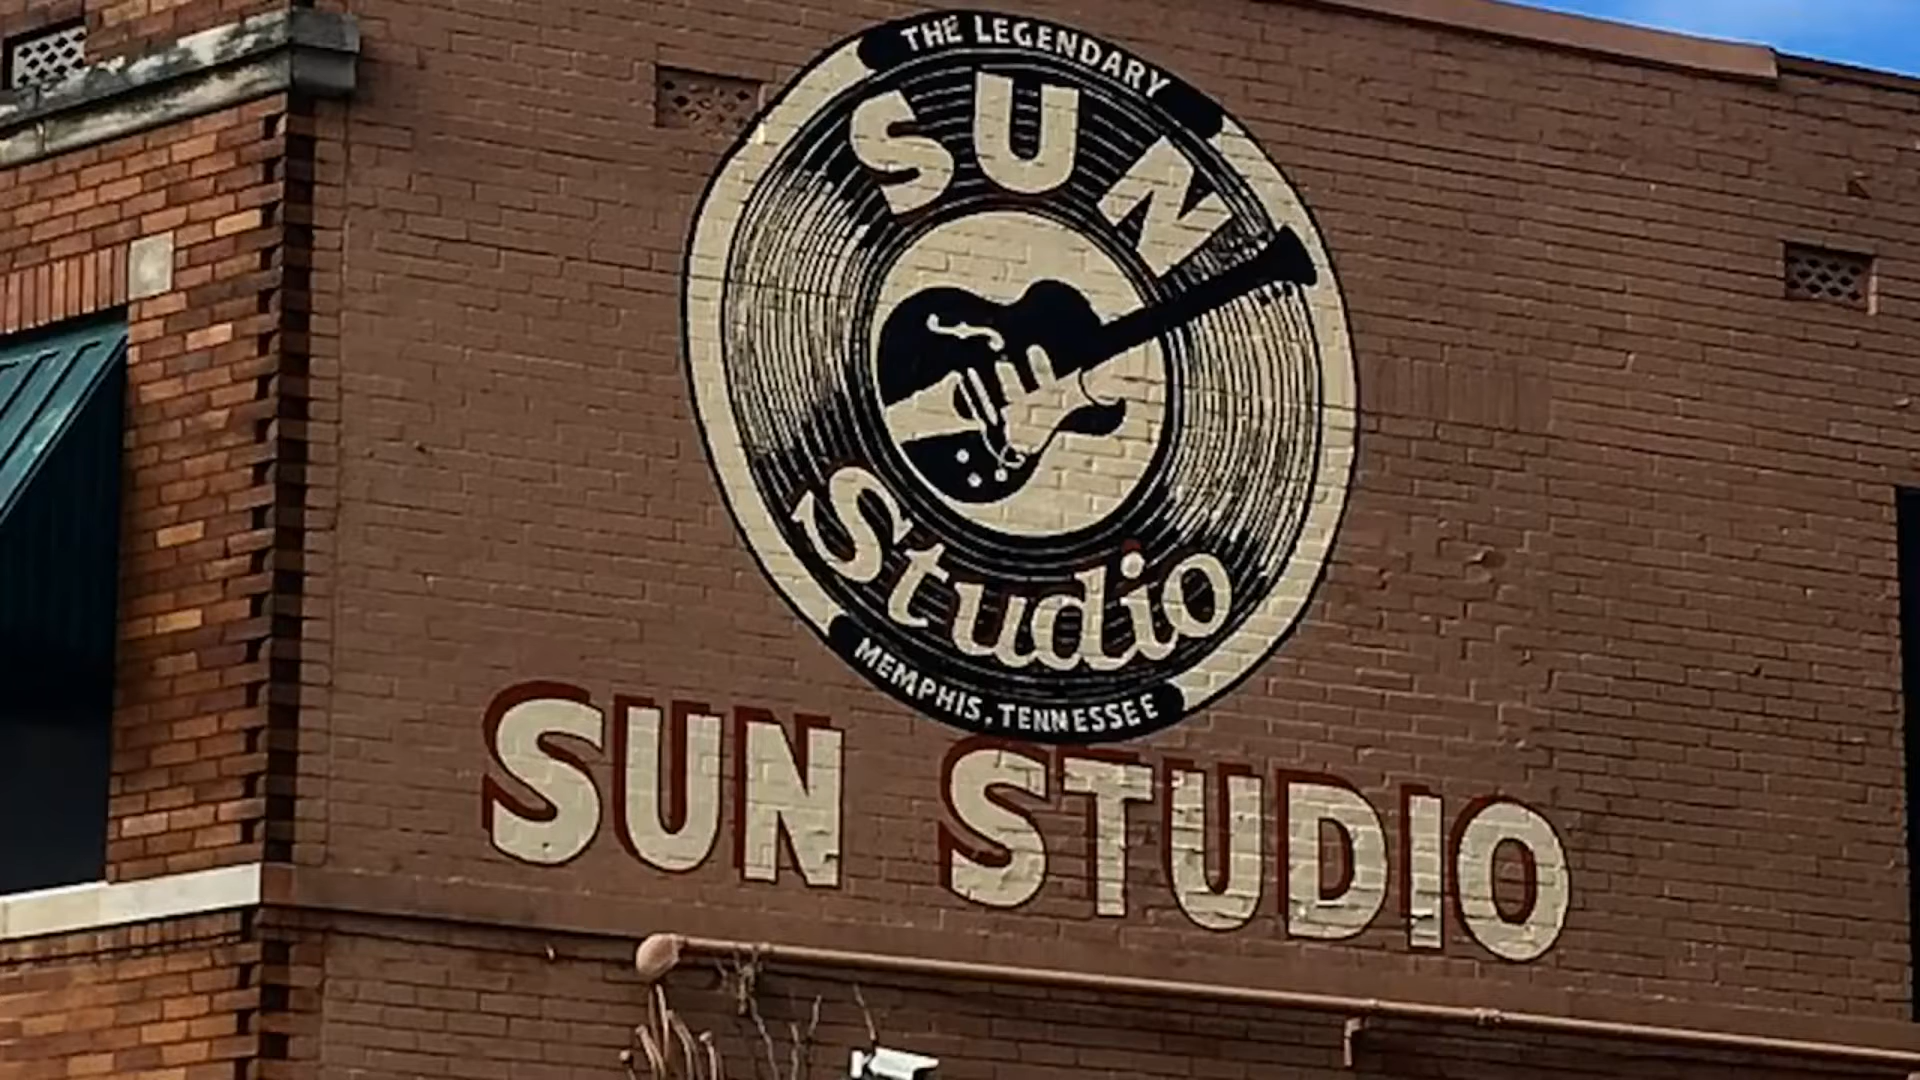 THE LEGENDARY
SUN
Studio
MEMPHIS, TENNESSEE
SUN STUDIO